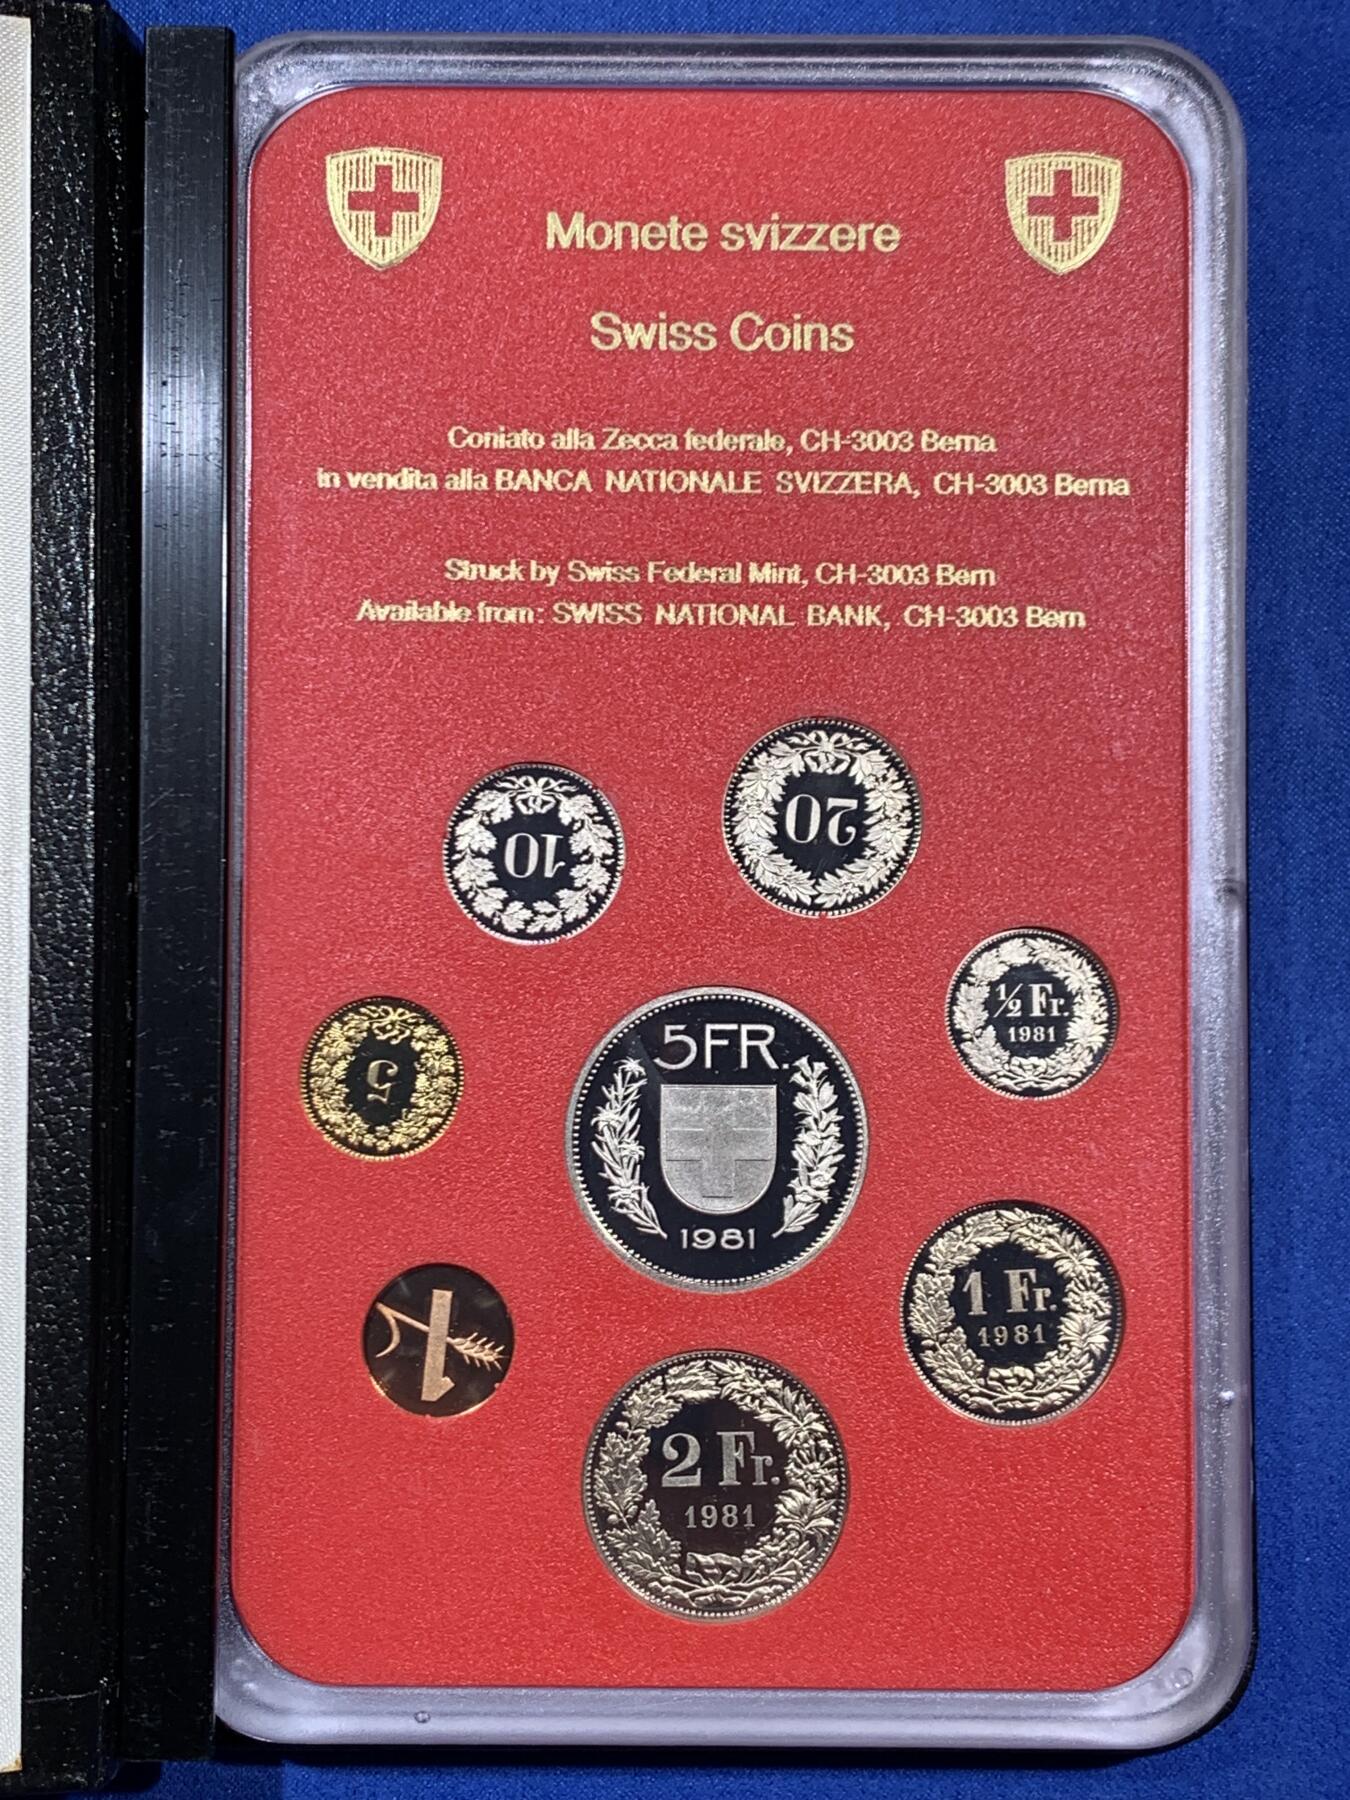 Monete svizzere
Swiss Coins
Coniato alla Zecca federale, CH-3003 Berna
in vendita alla BANCA NATIONALE SVIZZERA, CH-3003 Berna
Struck by Swiss Federal Mint, CH-3003 Bern
Available from: SWISS NATIONAL BANK, CH-3003 Bern
10
20
5
½ Fr.
1981
5 FR.
1981
1
1 Fr.
1981
2 Fr.
1981